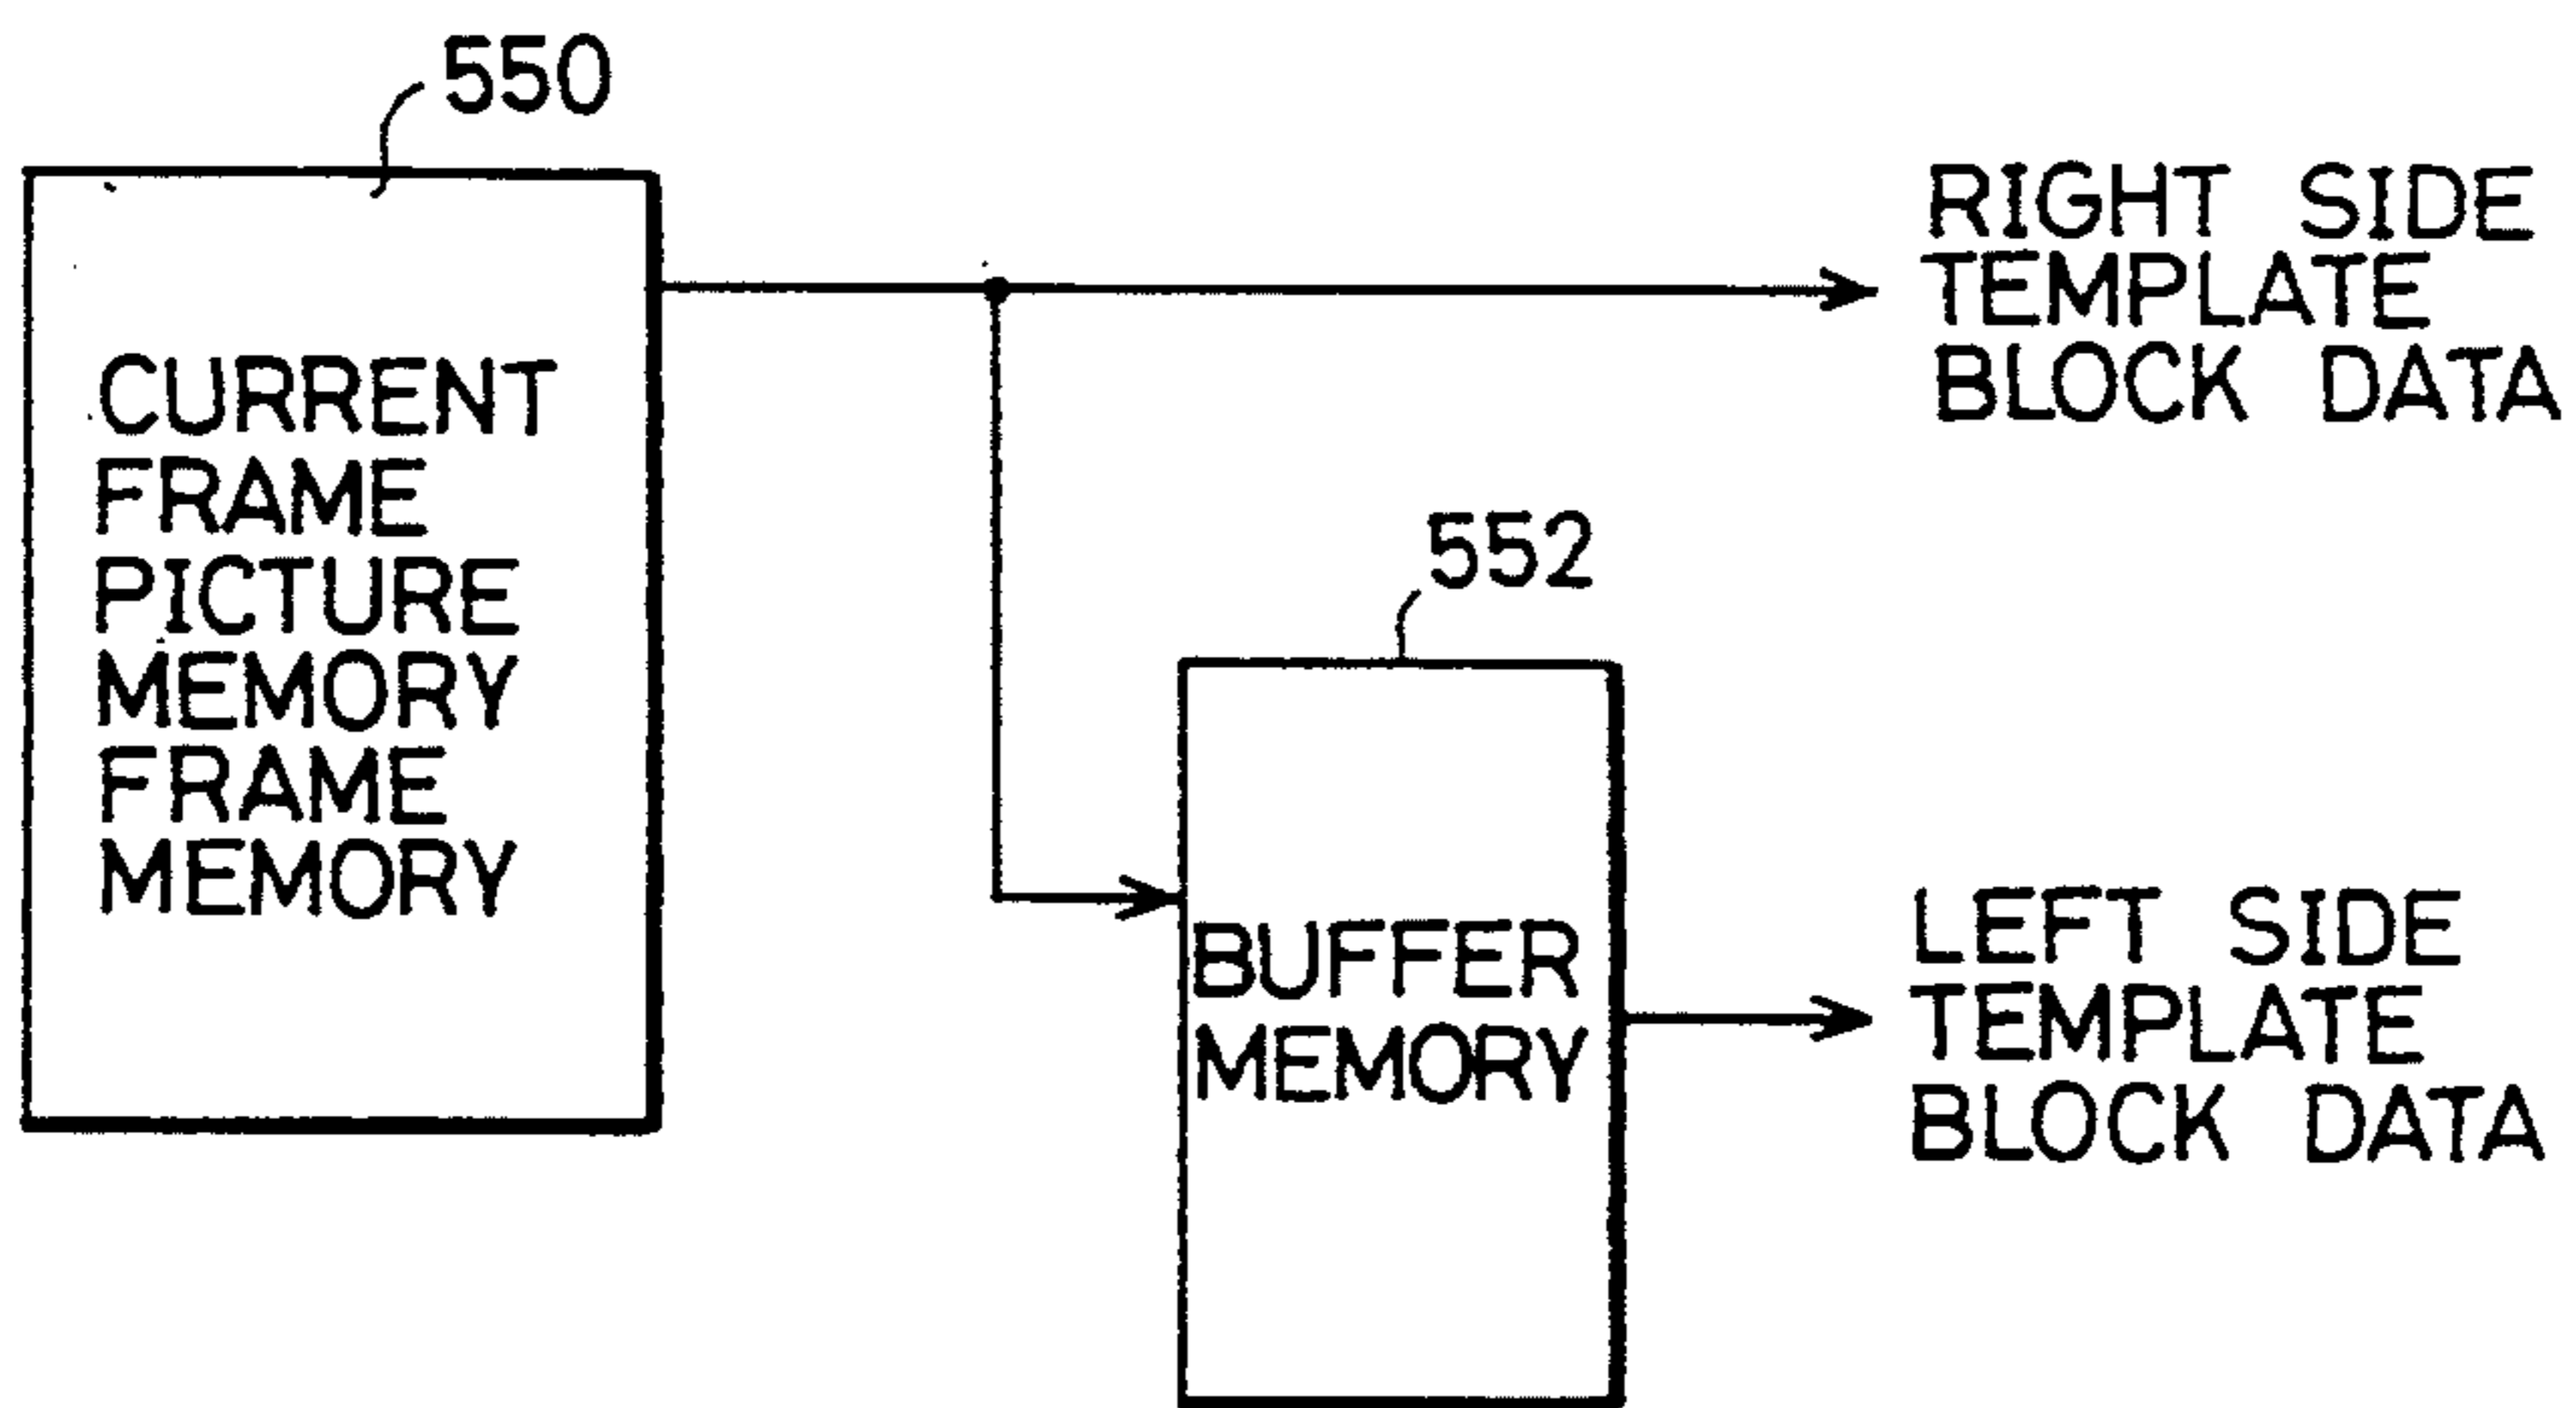 550
CURRENT
FRAME
PICTURE
MEMORY
FRAME
MEMORY
RIGHT SIDE
TEMPLATE
BLOCK DATA
552
BUFFER
MEMORY
LEFT SIDE
TEMPLATE
BLOCK DATA